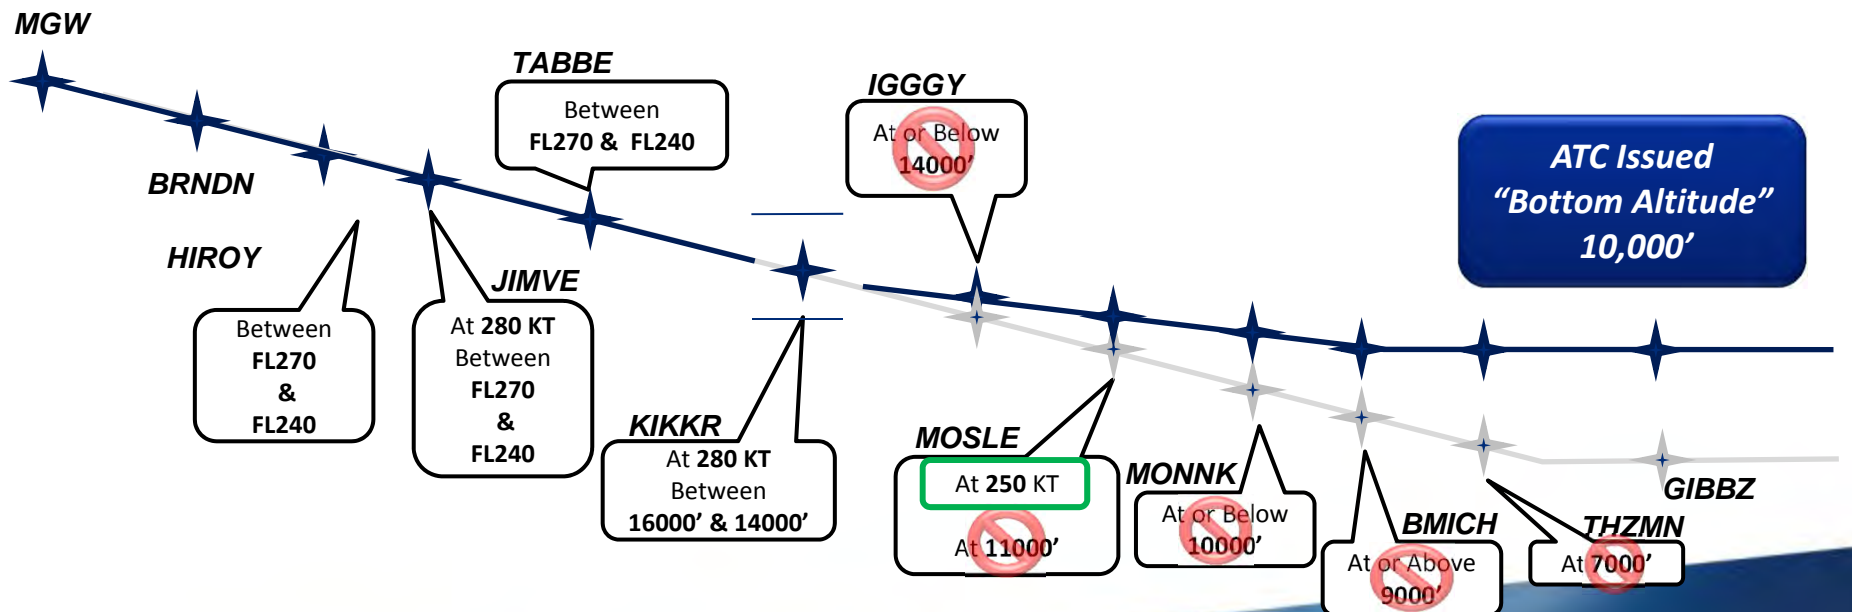 MGW
BRNDN
HIROY
Between
FL270
&
FL240
JIMVE
At 280 KT
Between
FL270
&
FL240
TABBE
Between
FL270 & FL240
KIKKR
At 280 KT
Between
16000’ & 14000’
IGGGY
At or Below
14000’
MOSLE
At 250 KT
At 11000’
MONNK
At or Below
10000’
BMICH
At or Above
9000’
THZMN
At 7000’
GIBBZ
ATC Issued
“Bottom Altitude”
10,000’